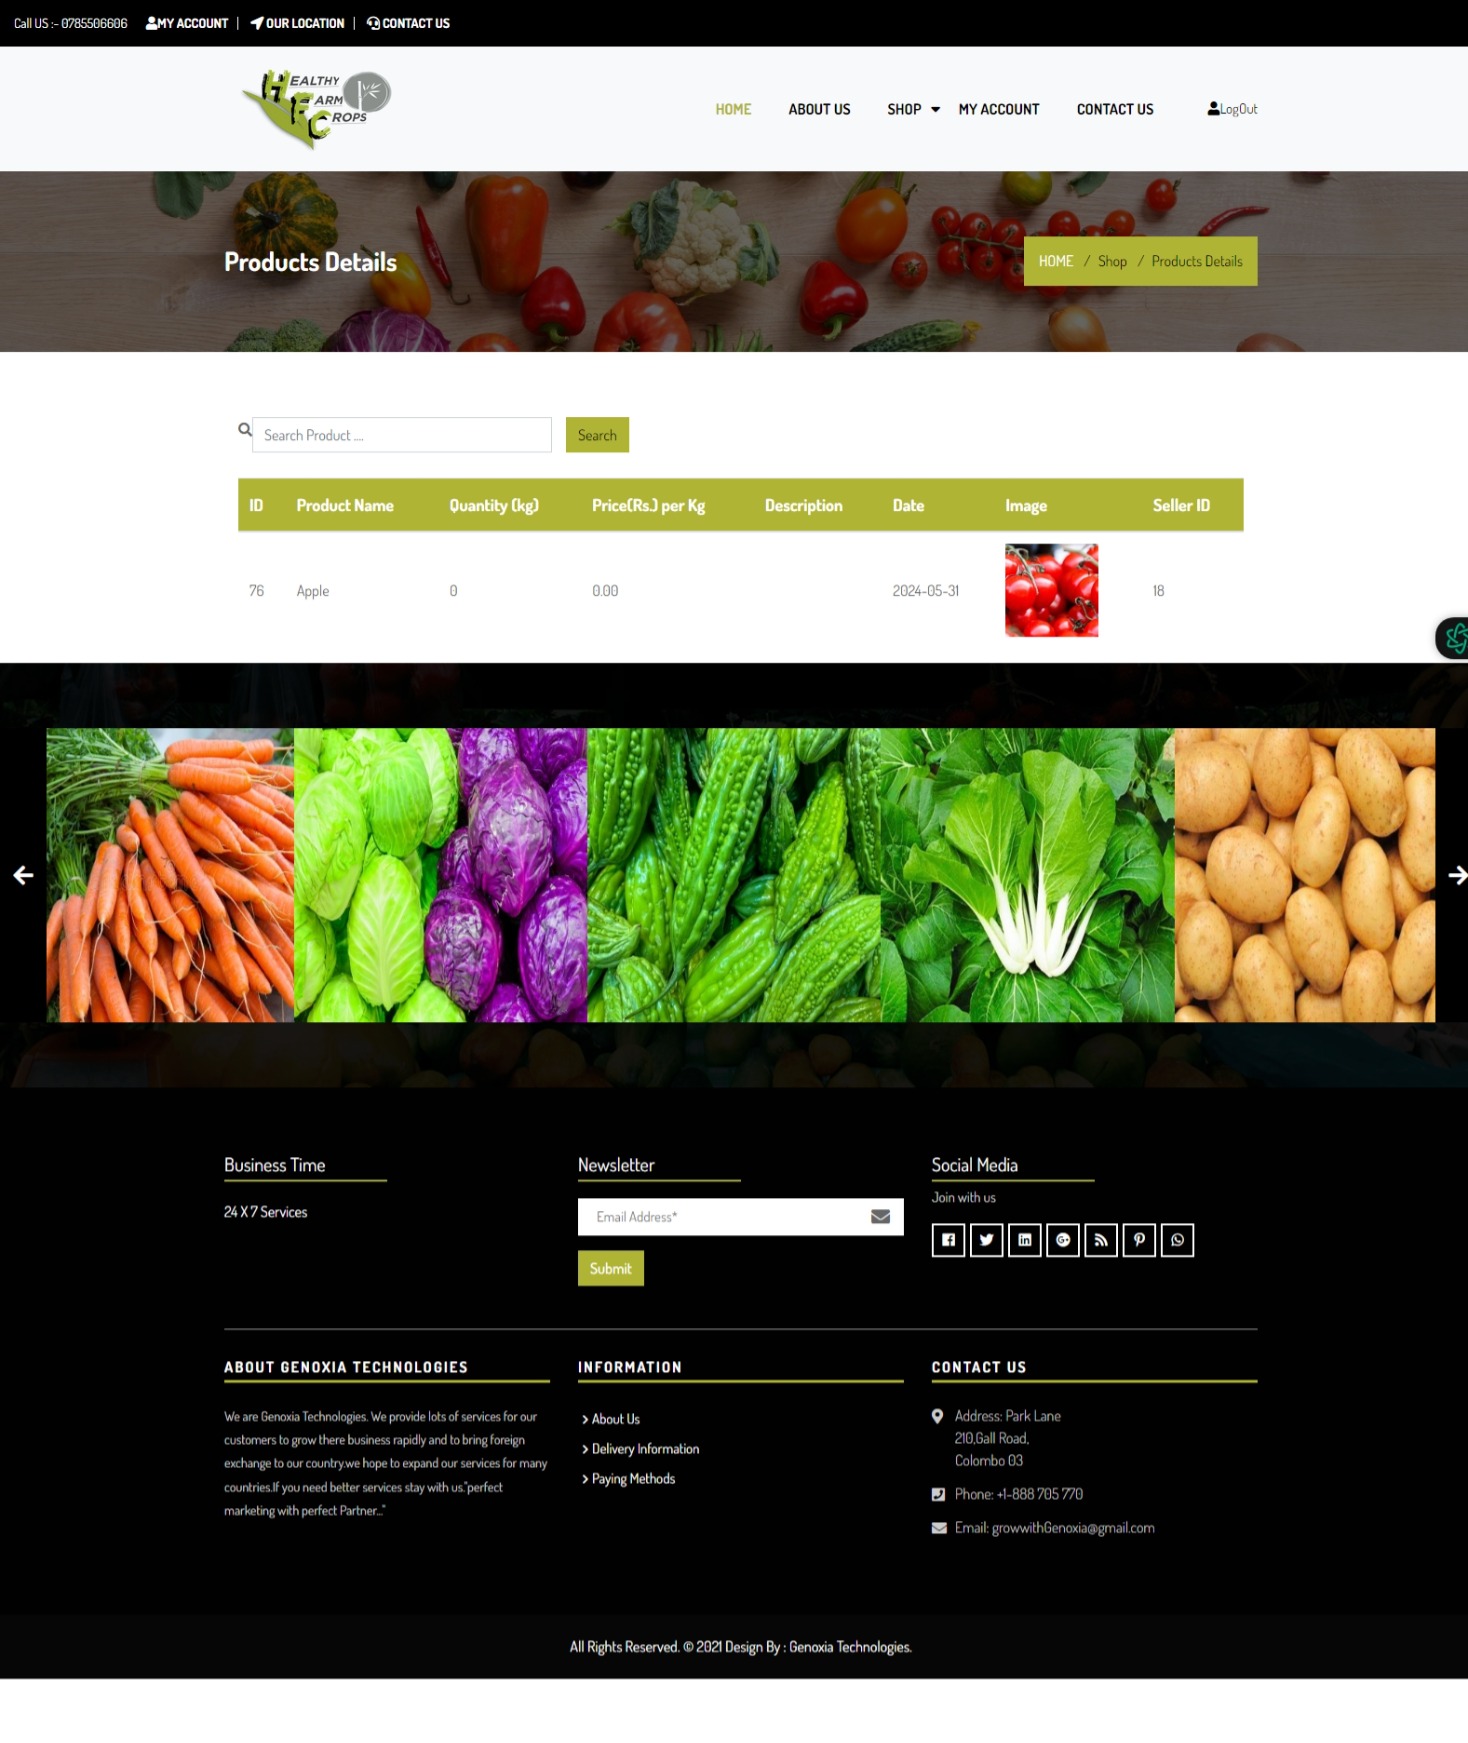 Call US :- 0785506606 MY ACCOUNT | OUR LOCATION | CONTACT US
HEALTHY
FARM
CROPS
HOME ABOUT US SHOP MY ACCOUNT CONTACT US LogOut
Products Details
HOME / Shop / Products Details
Search Product .... Search
ID Product Name Quantity (kg) Price(Rs.) per Kg Description Date Image Seller ID
76 Apple 0 0.00 2024-05-31 18
Business Time
24 X 7 Services
Newsletter
Email Address*
Submit
Social Media
Join with us
ABOUT GENOXIA TECHNOLOGIES
We are Genoxia Technologies. We provide lots of services for our
customers to grow there business rapidly and to bring foreign
exchange to our country.we hope to expand our services for many
countries.If you need better services stay with us."perfect
marketing with perfect Partner..."
INFORMATION
About Us
Delivery Information
Paying Methods
CONTACT US
Address: Park Lane
210,Gall Road,
Colombo 03
Phone: +1-888 705 770
Email: growwithGenoxia@gmail.com
All Rights Reserved. © 2021 Design By : Genoxia Technologies.